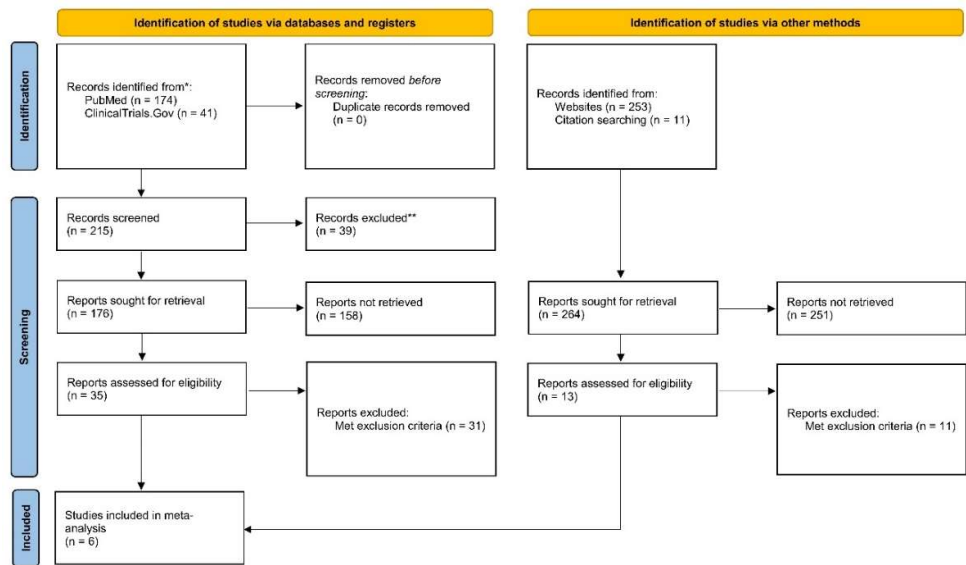 Identification of studies via databases and registers
Identification of studies via other methods
Identification
Records identified from*:
PubMed (n = 174)
ClinicalTrials.Gov (n = 41)
Records removed before
screening:
Duplicate records removed
(n = 0)
Records identified from:
Websites (n = 253)
Citation searching (n = 11)
Screening
Records screened
(n = 215)
Records excluded**
(n = 39)
Reports sought for retrieval
(n = 176)
Reports not retrieved
(n = 158)
Reports sought for retrieval
(n = 264)
Reports not retrieved
(n = 251)
Reports assessed for eligibility
(n = 35)
Reports excluded:
Met exclusion criteria (n = 31)
Reports assessed for eligibility
(n = 13)
Reports excluded:
Met exclusion criteria (n = 11)
Included
Studies included in meta-
analysis
(n = 6)